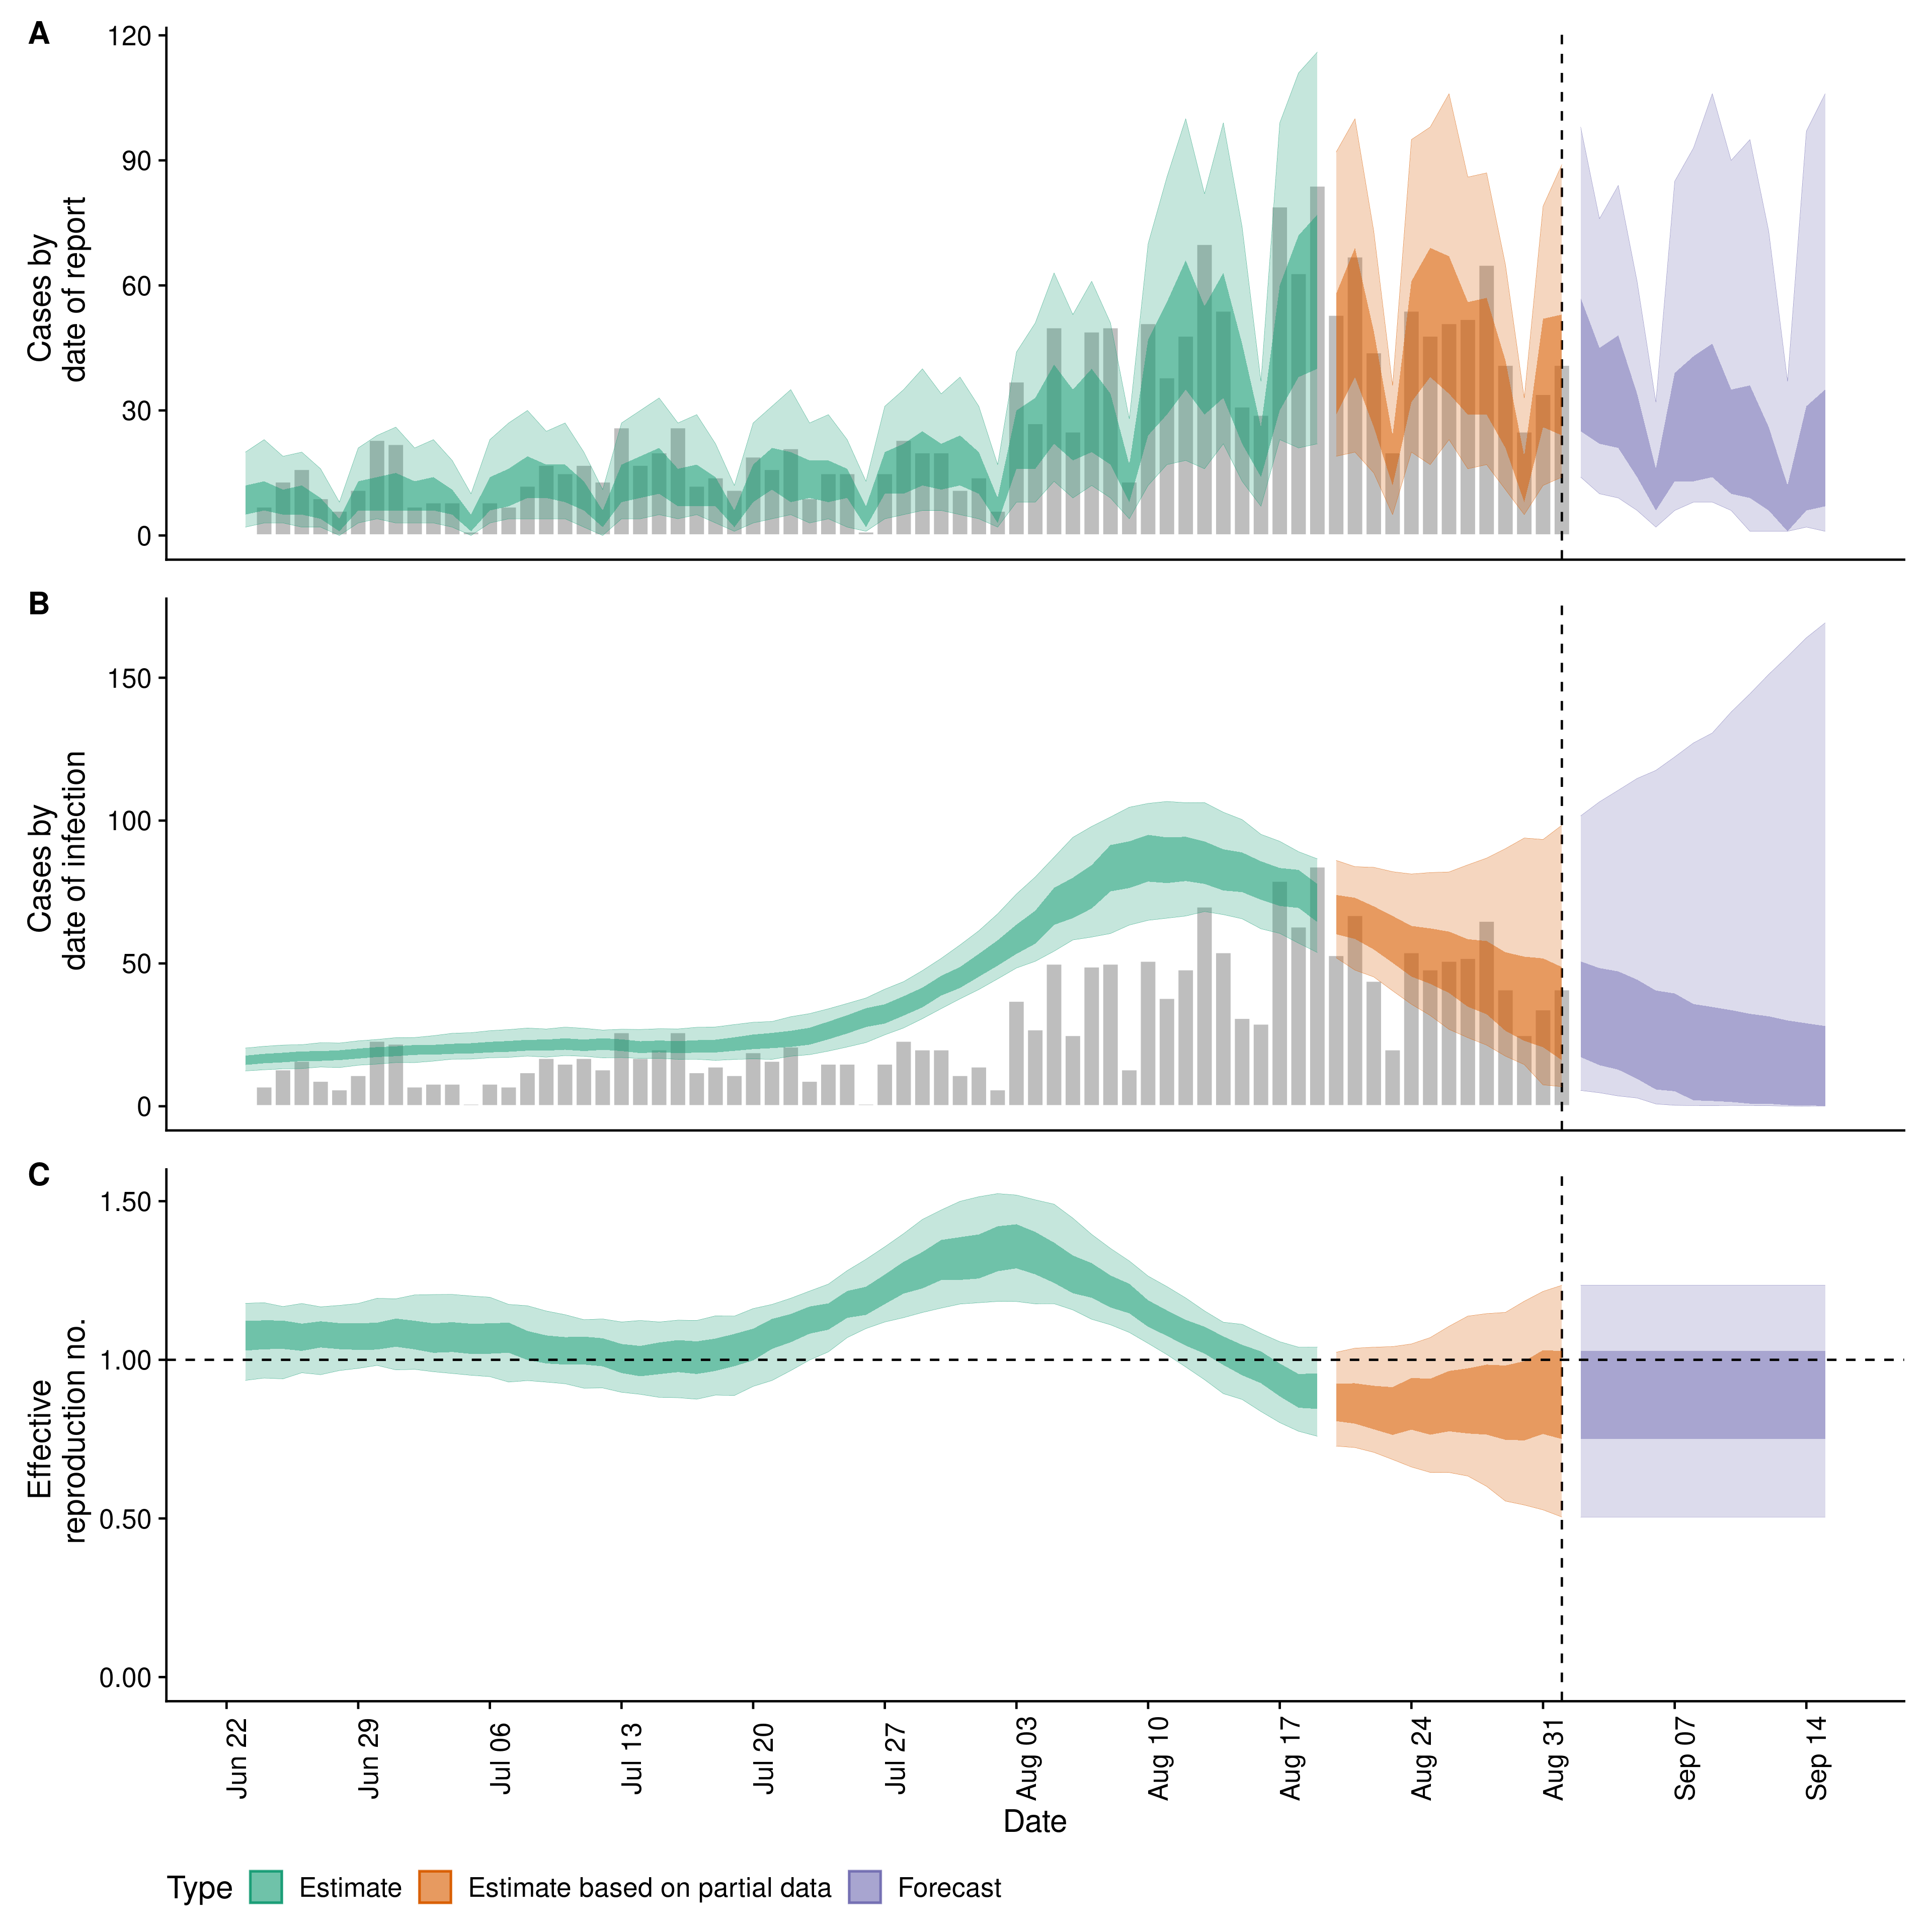 A
120
90
60
30
0
Cases by
date of report
B
150
100
50
0
Cases by
date of infection
C
1.50
1.00
0.50
0.00
Effective
reproduction no.
Jun 22
Jun 29
Jul 06
Jul 13
Jul 20
Jul 27
Aug 03
Aug 10
Aug 17
Aug 24
Aug 31
Sep 07
Sep 14
Date
Type Estimate Estimate based on partial data Forecast